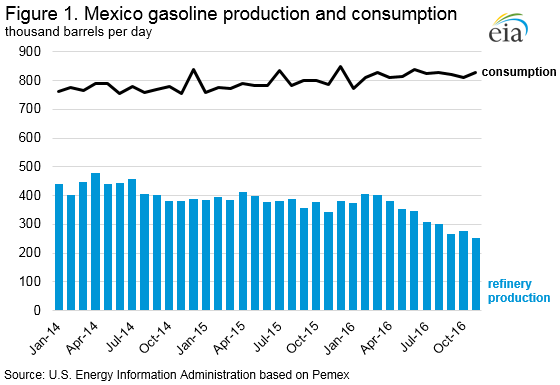 Figure 1. Mexico gasoline production and consumption
thousand barrels per day
eia
900
800
700
600
500
400
300
200
100
0
consumption
refinery
production
Jan-14
Apr-14
Jul-14
Oct-14
Jan-15
Apr-15
Jul-15
Oct-15
Jan-16
Apr-16
Jul-16
Oct-16
Source: U.S. Energy Information Administration based on Pemex